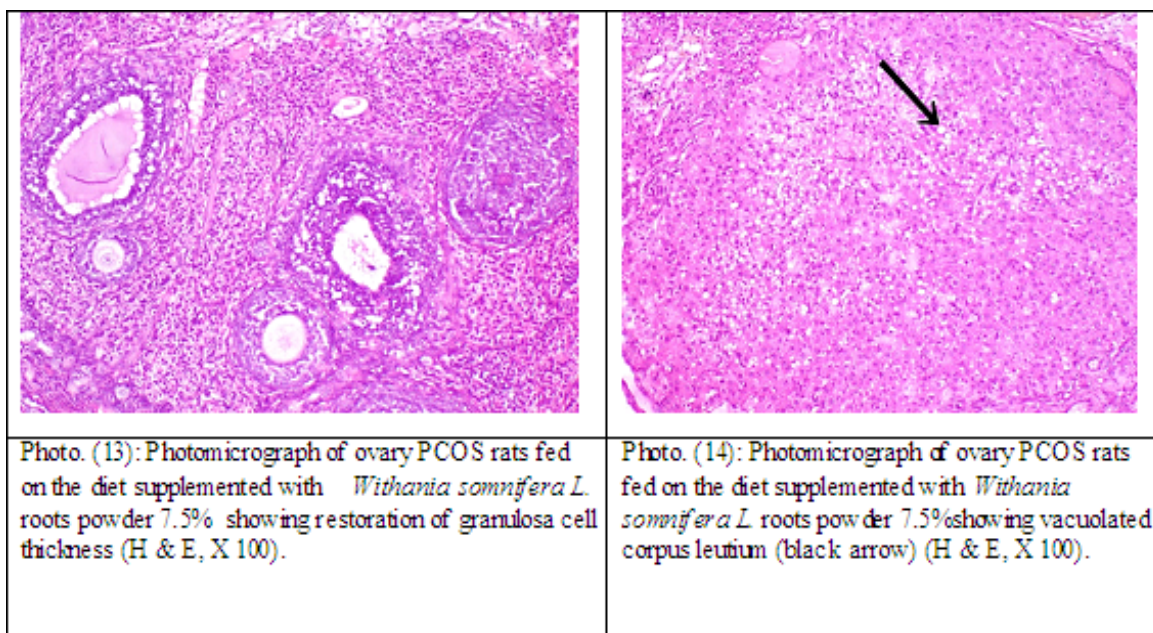 Photo. (13): Photomicrograph of ovary PCOS rats fed
on the diet supplemented with Withania somnifera L.
roots powder 7.5% showing restoration of granulosa cell
thickness (H & E, X 100).
Photo. (14): Photomicrograph of ovary PCOS rats
fed on the diet supplemented with Withania
somnifera L. roots powder 7.5%showing vacuolated
corpus leutium (black arrow) (H & E, X 100).